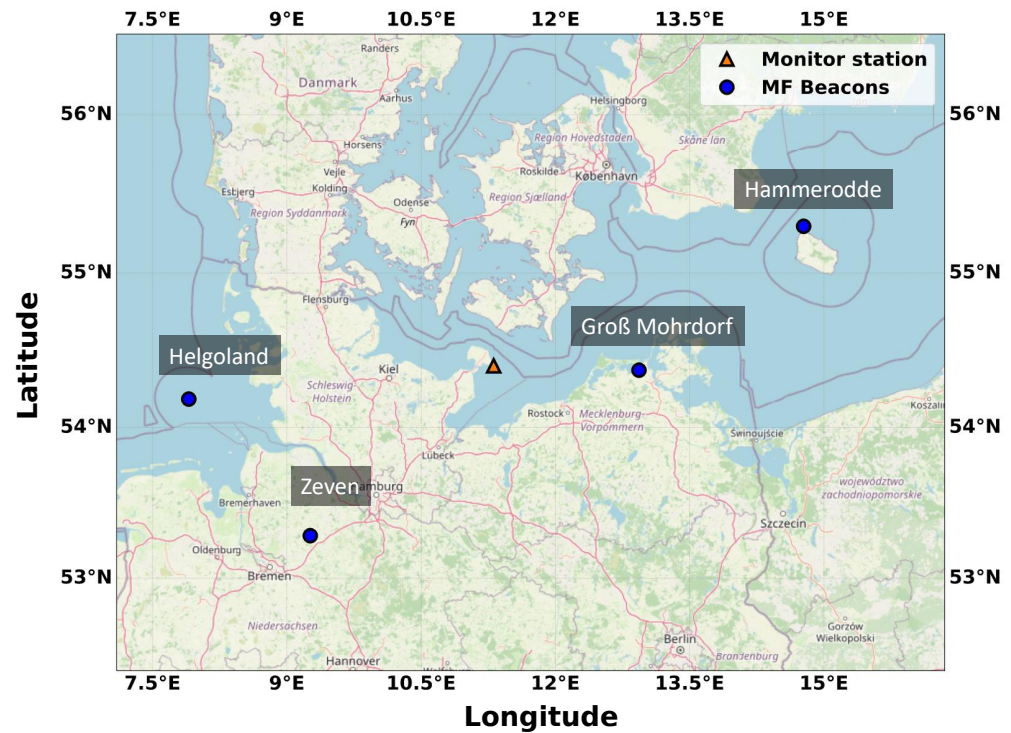 7.5°E 9°E 10.5°E 12°E 13.5°E 15°E
Monitor station
MF Beacons
Randers
Danmark
Aarhus
Helsingborg
56°N
56°N
Region Hovedstaden
Skåne län
Horsens
Vejle
Roskilde
København
Kolding
Esbjerg
Hammerodde
Odense
Region Sjælland
Region Syddanmark
Fyn
55°N
55°N
Flensburg
Groß Mohrdorf
Helgoland
Kiel
Latitude
Schleswig-
Holstein
Rostock
Mecklenburg-
Vorpommern
Koszali
54°N
54°N
Świnoujście
Lübeck
Zeven
amburg
województwo
zachodniopomorskie
Bremerhaven
Szczecin
Oldenburg
Bremen
53°N
53°N
Niedersachsen
Gorzów
Wielkopolski
Berlin
Hannover
Brandenburg
7.5°E 9°E 10.5°E 12°E 13.5°E 15°E
Longitude